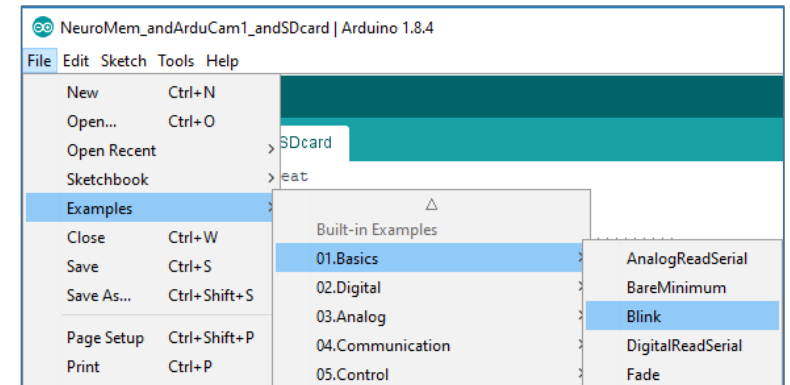 NeuroMem_andArduCam1_andSDcard | Arduino 1.8.4
File Edit Sketch Tools Help
New Ctrl+N
Open... Ctrl+O
Open Recent
Sketchbook
Examples
Close Ctrl+W
Save Ctrl+S
Save As... Ctrl+Shift+S
Page Setup Ctrl+Shift+P
Print Ctrl+P
SDcard
eat
Built-in Examples
01.Basics
02.Digital
03.Analog
04.Communication
05.Control
AnalogReadSerial
BareMinimum
Blink
DigitalReadSerial
Fade